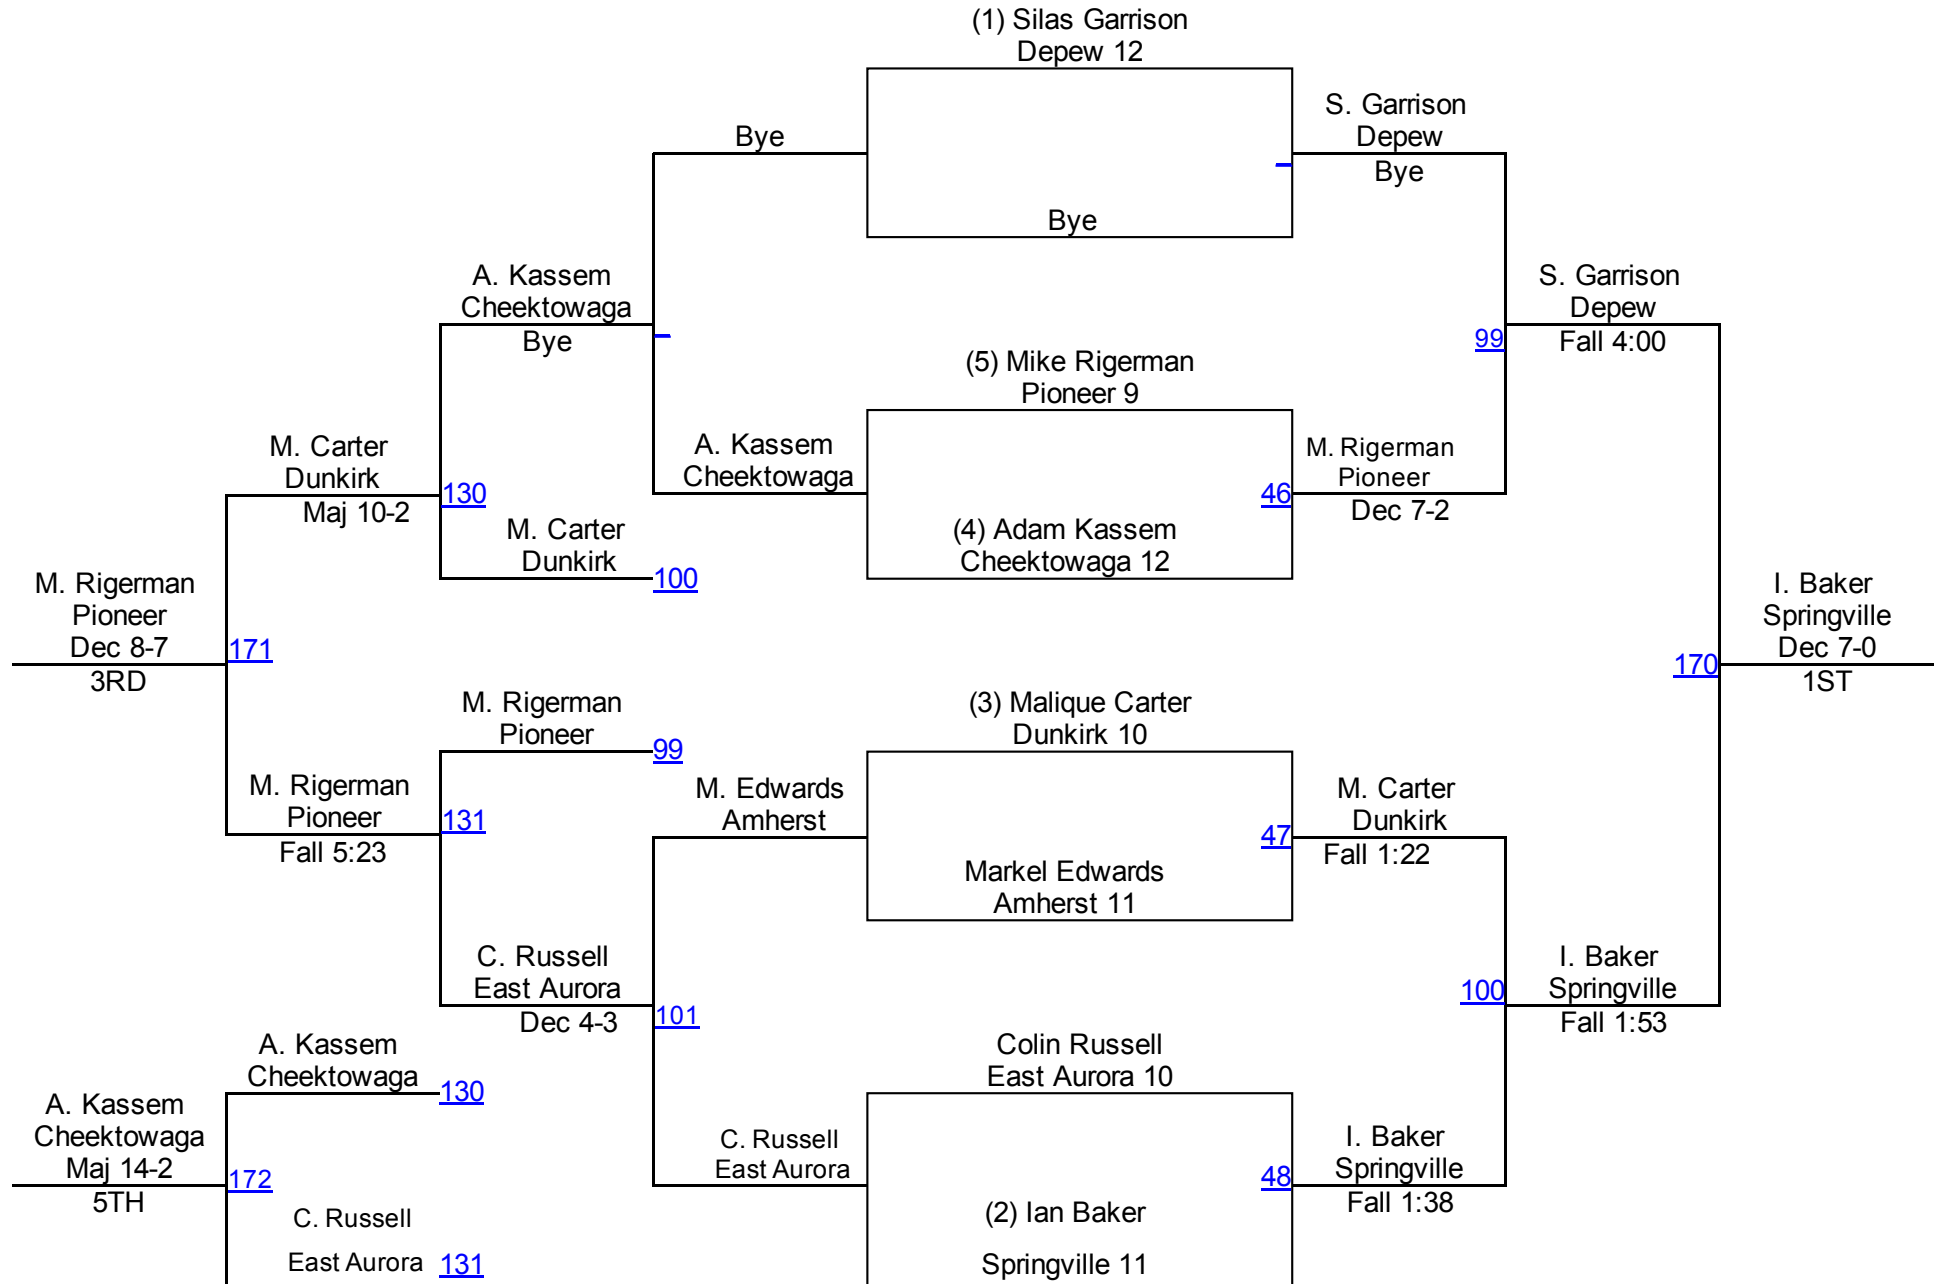 (1) Silas Garrison
Depew 12
S. Garrison
Depew
Bye
Bye
Bye
A. Kassem
Cheektowaga
Bye
S. Garrison
Depew
Fall 4:00
99
(5) Mike Rigerman
Pioneer 9
M. Carter
Dunkirk
Maj 10-2
130
A. Kassem
Cheektowaga
M. Rigerman
Pioneer
46
Dec 7-2
M. Carter
Dunkirk
100
(4) Adam Kassem
Cheektowaga 12
M. Rigerman
Pioneer
Dec 8-7
3RD
171
I. Baker
Springville
Dec 7-0
1ST
170
M. Rigerman
Pioneer
99
(3) Malique Carter
Dunkirk 10
M. Rigerman
Pioneer
Fall 5:23
131
M. Edwards
Amherst
M. Carter
Dunkirk
47
Fall 1:22
Markel Edwards
Amherst 11
C. Russell
East Aurora
Dec 4-3
101
I. Baker
Springville
100
Fall 1:53
A. Kassem
Cheektowaga
130
Colin Russell
East Aurora 10
A. Kassem
Cheektowaga
Maj 14-2
5TH
172
C. Russell
East Aurora
I. Baker
Springville
48
Fall 1:38
C. Russell
East Aurora 131
(2) Ian Baker
Springville 11